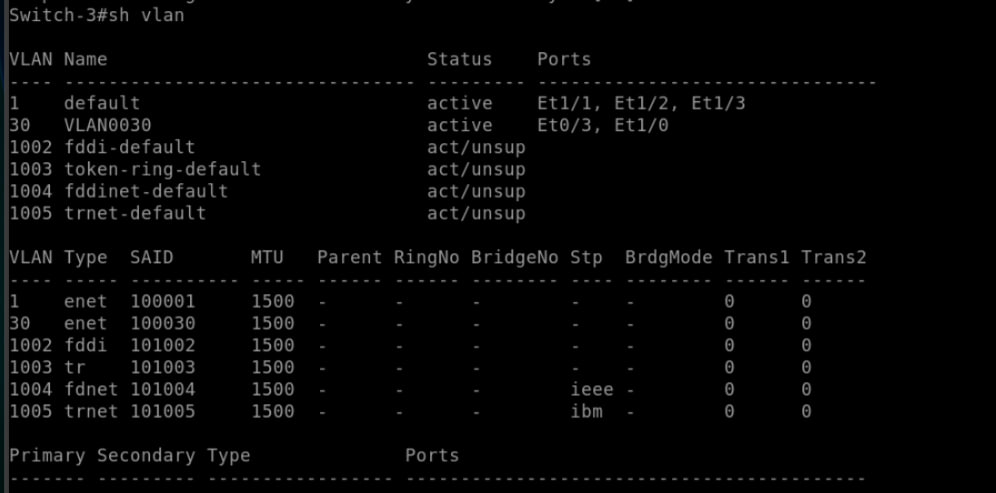 Switch-3#sh vlan
VLAN Name                             Status    Ports
---- -------------------------------- --------- -------------------------------
1    default                          active    Et1/1, Et1/2, Et1/3
30   VLAN0030                         active    Et0/3, Et1/0
1002 fddi-default                     act/unsup
1003 token-ring-default               act/unsup
1004 fddinet-default                  act/unsup
1005 trnet-default                    act/unsup
VLAN Type  SAID       MTU   Parent RingNo BridgeNo Stp  BrdgMode Trans1 Trans2
---- ----- ---------- ----- ------ ------ -------- ---- -------- ------ ------
1    enet  100001     1500  -      -      -        -    -        0      0
30   enet  100030     1500  -      -      -        -    -        0      0
1002 fddi  101002     1500  -      -      -        -    -        0      0
1003 tr    101003     1500  -      -      -        -    -        0      0
1004 fdnet 101004     1500  -      -      -        ieee -        0      0
1005 trnet 101005     1500  -      -      -        ibm  -        0      0
Primary Secondary Type              Ports
------- --------- ----------------- ------------------------------------------